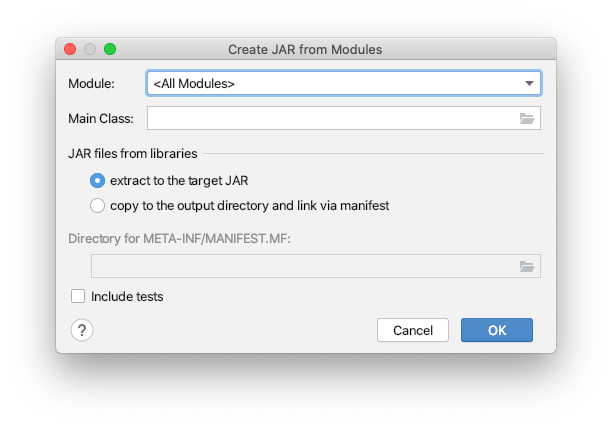 Create JAR from Modules
Module: <All Modules>
Main Class:
JAR files from libraries
extract to the target JAR
copy to the output directory and link via manifest
Directory for META-INF/MANIFEST.MF:
Include tests
? Cancel OK